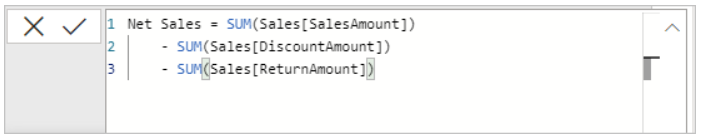 1 Net Sales = SUM(Sales[SalesAmount])
2     - SUM(Sales[DiscountAmount])
3     - SUM(Sales[ReturnAmount])